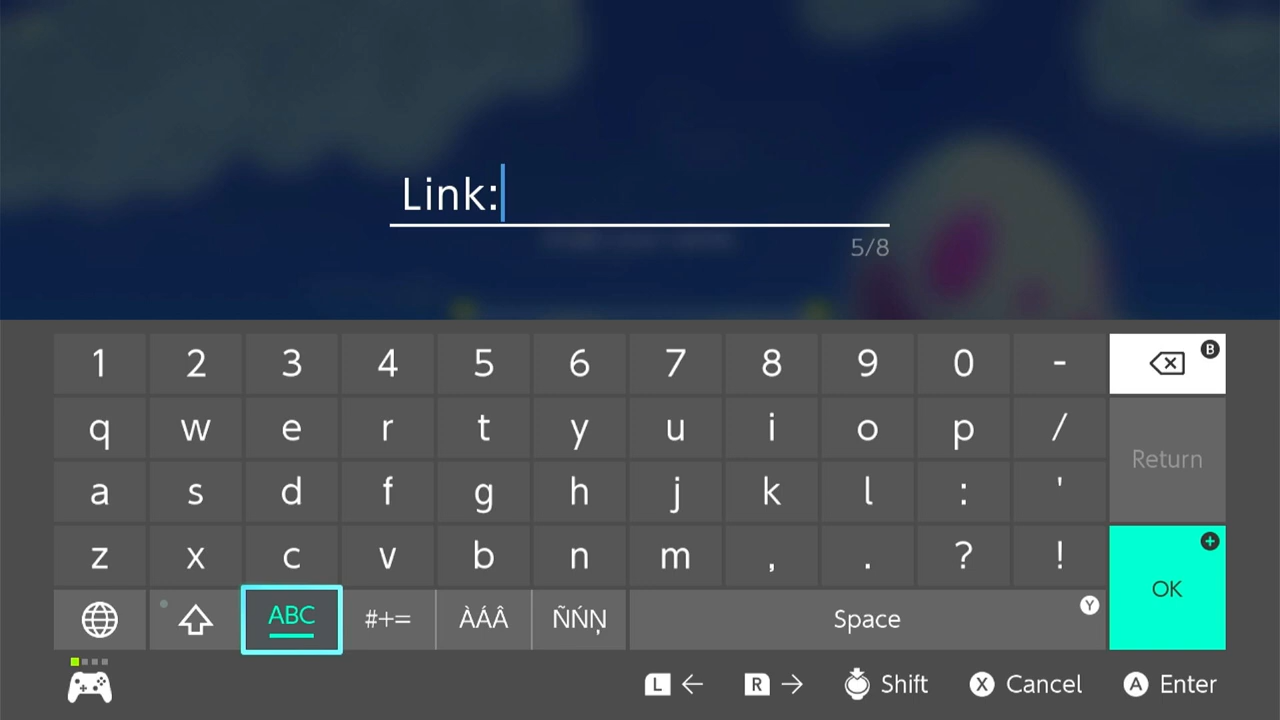 Link:
5/8
1 2 3 4 5 6 7 8 9 0 - B
q w e r t y u i o p / Return
a s d f g h j k l : '
z x c v b n m , . ? ! +
ABC #+= ÀÁÂ ÑŃŅ Space Y OK
L ← R → Shift X Cancel A Enter